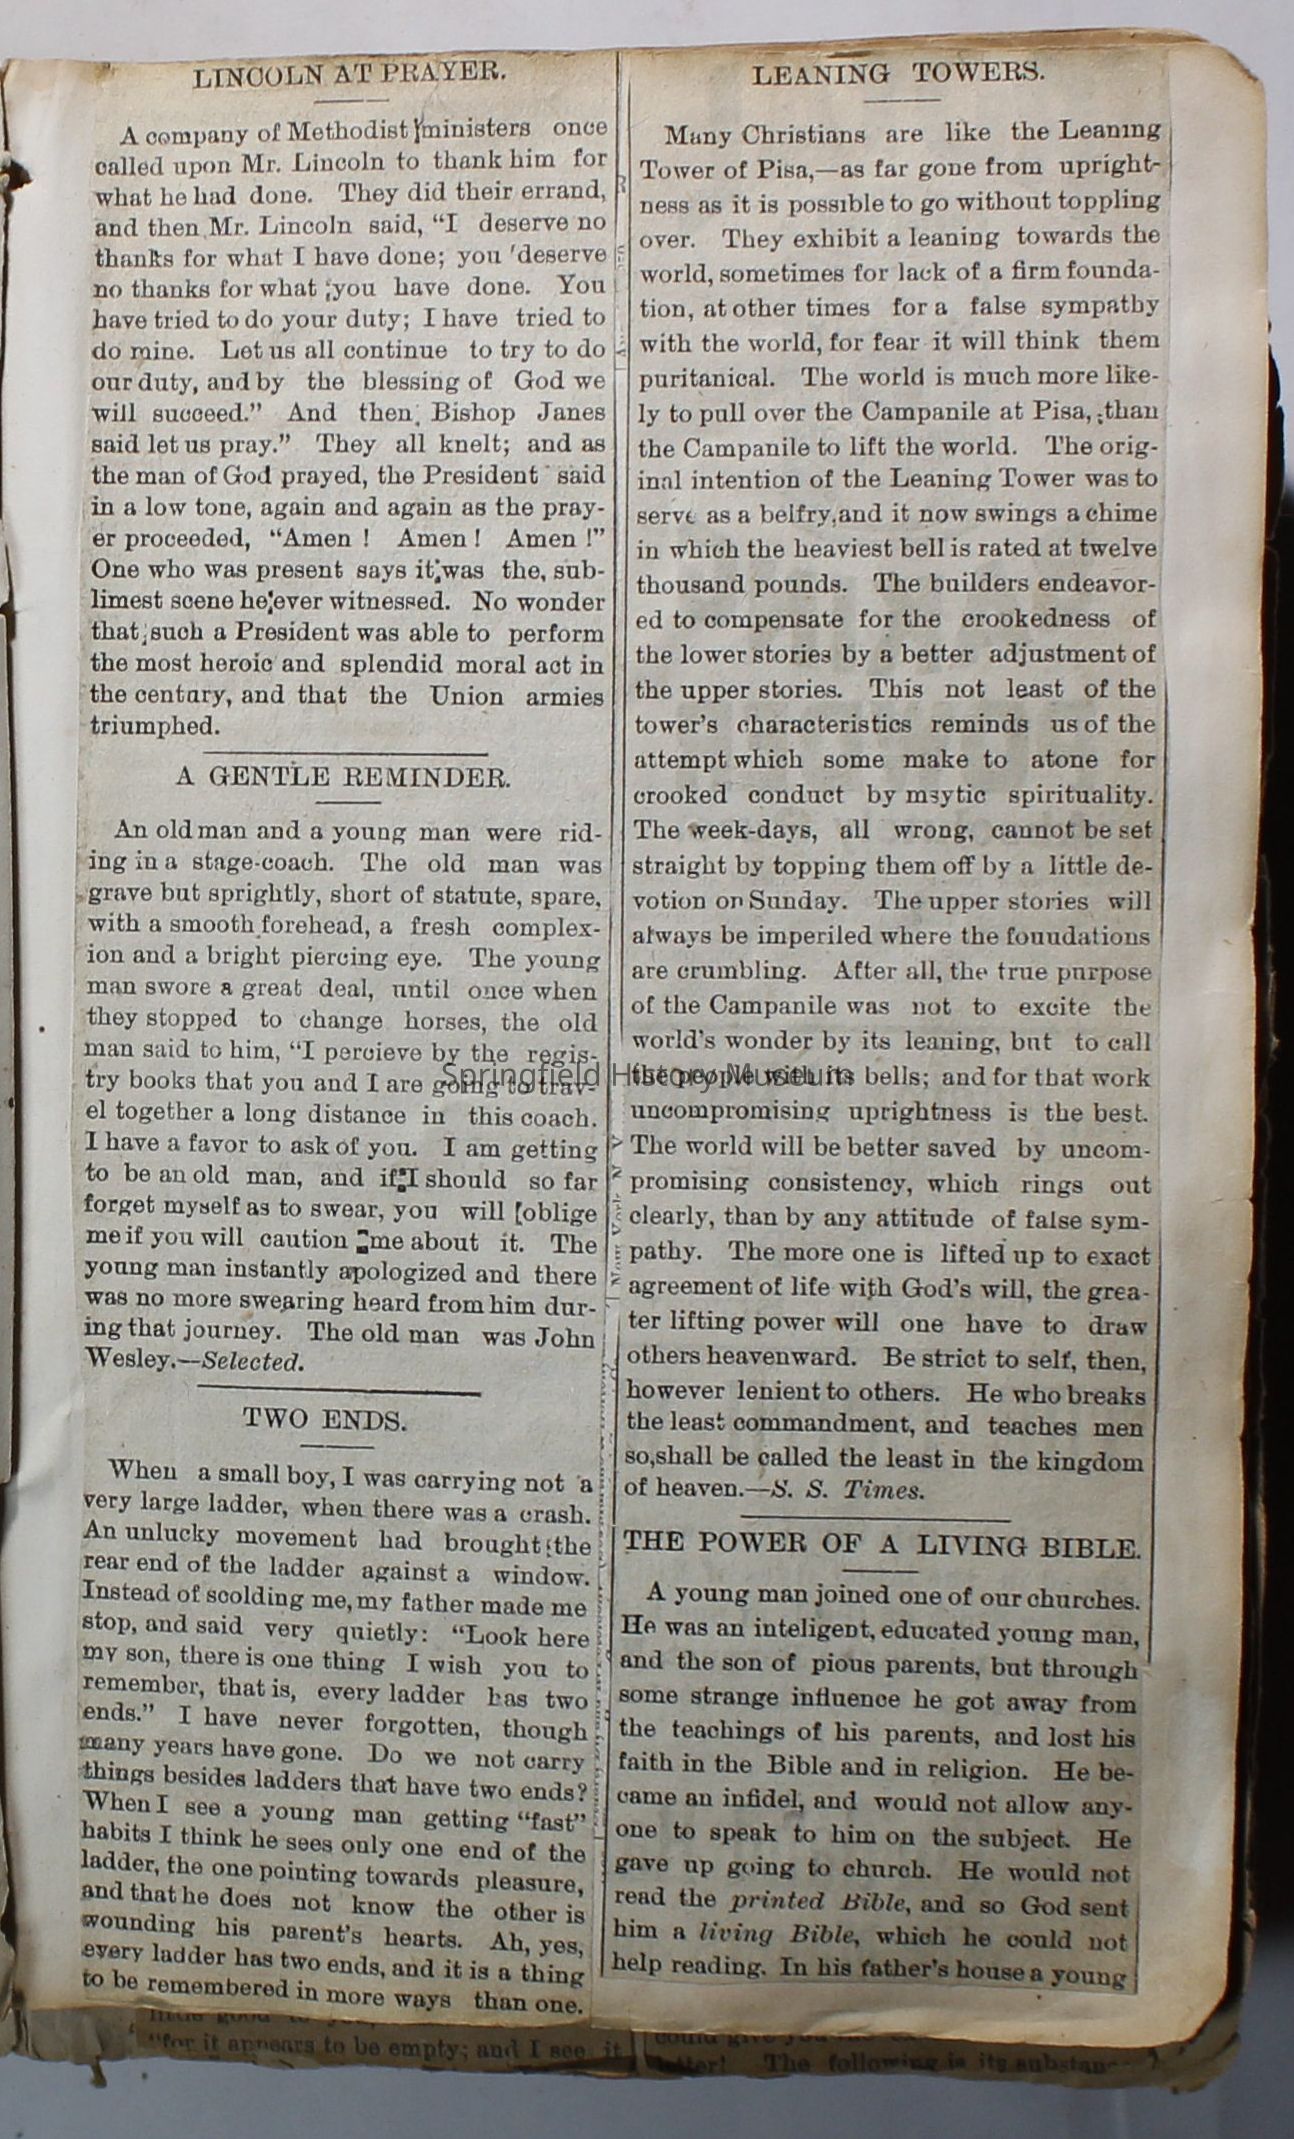 LINCOLN AT PRAYER.
A company of Methodist ministers once
called upon Mr. Lincoln to thank him for
what he had done. They did their errand,
and then Mr. Lincoln said, "I deserve no
thanks for what I have done; you deserve
no thanks for what you have done. You
have tried to do your duty; I have tried to
do mine. Let us all continue to try to do
our duty, and by the blessing of God we
will succeed." And then Bishop Janes
said let us pray." They all knelt; and as
the man of God prayed, the President said
in a low tone, again and again as the pray-
er proceeded, "Amen! Amen! Amen!"
One who was present says it was the, sub-
limest scene he ever witnessed. No wonder
that such a President was able to perform
the most heroic and splendid moral act in
the century, and that the Union armies
triumphed.
A GENTLE REMINDER.
An old man and a young man were rid-
ing in a stage-coach. The old man was
grave but sprightly, short of statute, spare,
with a smooth forehead, a fresh complex-
ion and a bright piercing eye. The young
man swore a great deal, until once when
they stopped to change horses, the old
man said to him, "I percieve by the regis-
try books that you and I are going to trav-
el together a long distance in this coach.
I have a favor to ask of you. I am getting
to be an old man, and if I should so far
forget myself as to swear, you will oblige
me if you will caution me about it. The
young man instantly apologized and there
was no more swearing heard from him dur-
ing that journey. The old man was John
Wesley.—Selected.
TWO ENDS.
When a small boy, I was carrying not a
very large ladder, when there was a crash.
An unlucky movement had brought the
rear end of the ladder against a window.
Instead of scolding me, my father made me
stop, and said very quietly: "Look here
my son, there is one thing I wish you to
remember, that is, every ladder has two
ends." I have never forgotten, though
many years have gone. Do we not carry
things besides ladders that have two ends?
When I see a young man getting "fast"
habits I think he sees only one end of the
ladder, the one pointing towards pleasure,
and that he does not know the other is
wounding his parent's hearts. Ah, yes,
every ladder has two ends, and it is a thing
to be remembered in more ways than one.
"for it appears to be empty; and I see it
LEANING TOWERS.
Many Christians are like the Leaning
Tower of Pisa,—as far gone from upright-
ness as it is possible to go without toppling
over. They exhibit a leaning towards the
world, sometimes for lack of a firm founda-
tion, at other times for a false sympathy
with the world, for fear it will think them
puritanical. The world is much more like-
ly to pull over the Campanile at Pisa, than
the Campanile to lift the world. The orig-
inal intention of the Leaning Tower was to
serve as a belfry, and it now swings a chime
in which the heaviest bell is rated at twelve
thousand pounds. The builders endeavor-
ed to compensate for the crookedness of
the lower stories by a better adjustment of
the upper stories. This not least of the
tower's characteristics reminds us of the
attempt which some make to atone for
crooked conduct by msytic spirituality.
The week-days, all wrong, cannot be set
straight by topping them off by a little de-
votion on Sunday. The upper stories will
always be imperiled where the fouudations
are crumbling. After all, the true purpose
of the Campanile was not to excite the
world's wonder by its leaning, but to call
the people with its bells; and for that work
uncompromising uprightness is the best.
The world will be better saved by uncom-
promising consistency, which rings out
clearly, than by any attitude of false sym-
pathy. The more one is lifted up to exact
agreement of life with God's will, the grea-
ter lifting power will one have to draw
others heavenward. Be strict to self, then,
however lenient to others. He who breaks
the least commandment, and teaches men
so, shall be called the least in the kingdom
of heaven.—S. S. Times.
THE POWER OF A LIVING BIBLE.
A young man joined one of our churches.
He was an inteligent, educated young man,
and the son of pious parents, but through
some strange influence he got away from
the teachings of his parents, and lost his
faith in the Bible and in religion. He be-
came an infidel, and would not allow any-
one to speak to him on the subject. He
gave up going to church. He would not
read the printed Bible, and so God sent
him a living Bible, which he could not
help reading. In his father's house a young
The following is its substan-
Springfield History Museum